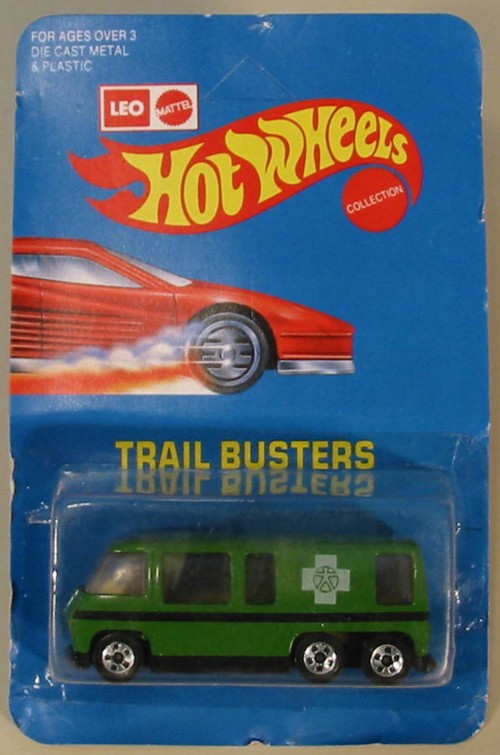 FOR AGES OVER 3
DIE CAST METAL
& PLASTIC
LEO MATTEL
HOT WHEELS
COLLECTION
TRAIL BUSTERS